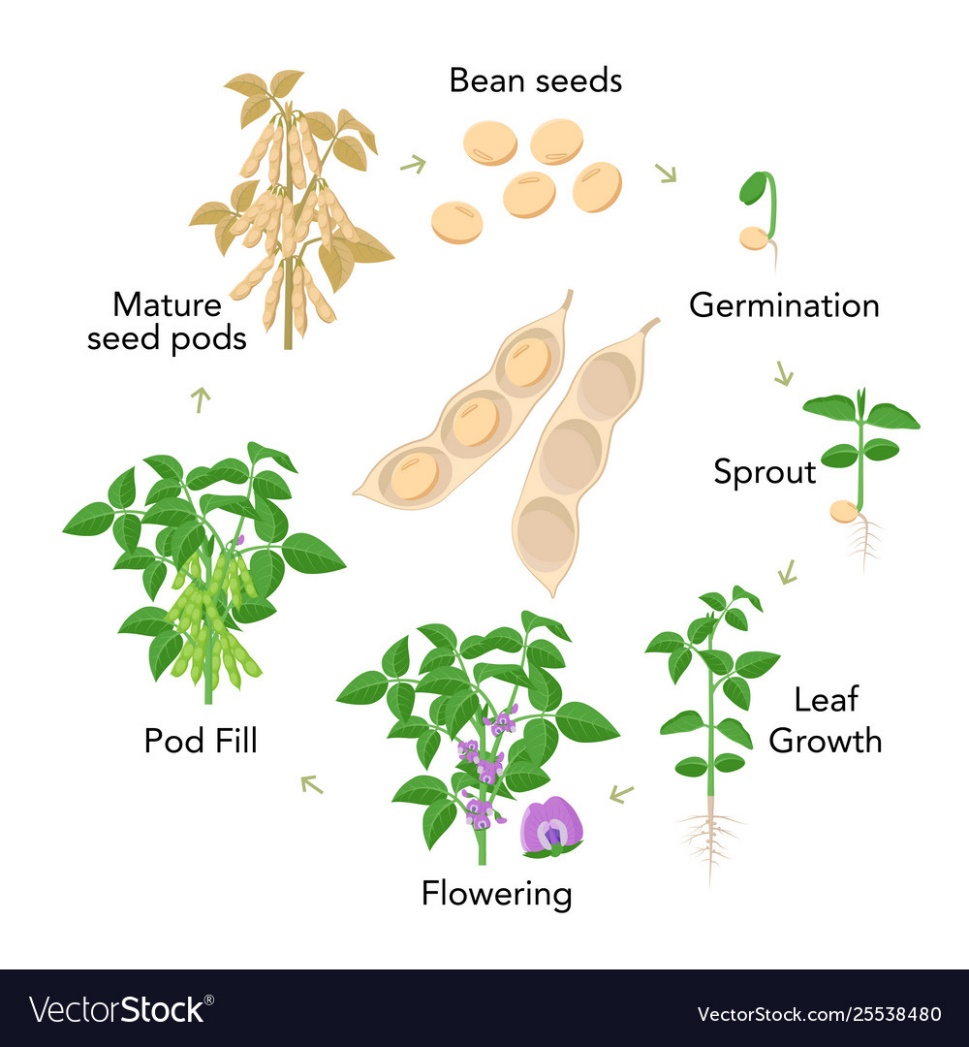 Bean seeds
Germination
Sprout
Leaf
Growth
Flowering
Pod Fill
Mature
seed pods
VectorStock®
VectorStock.com/25538480